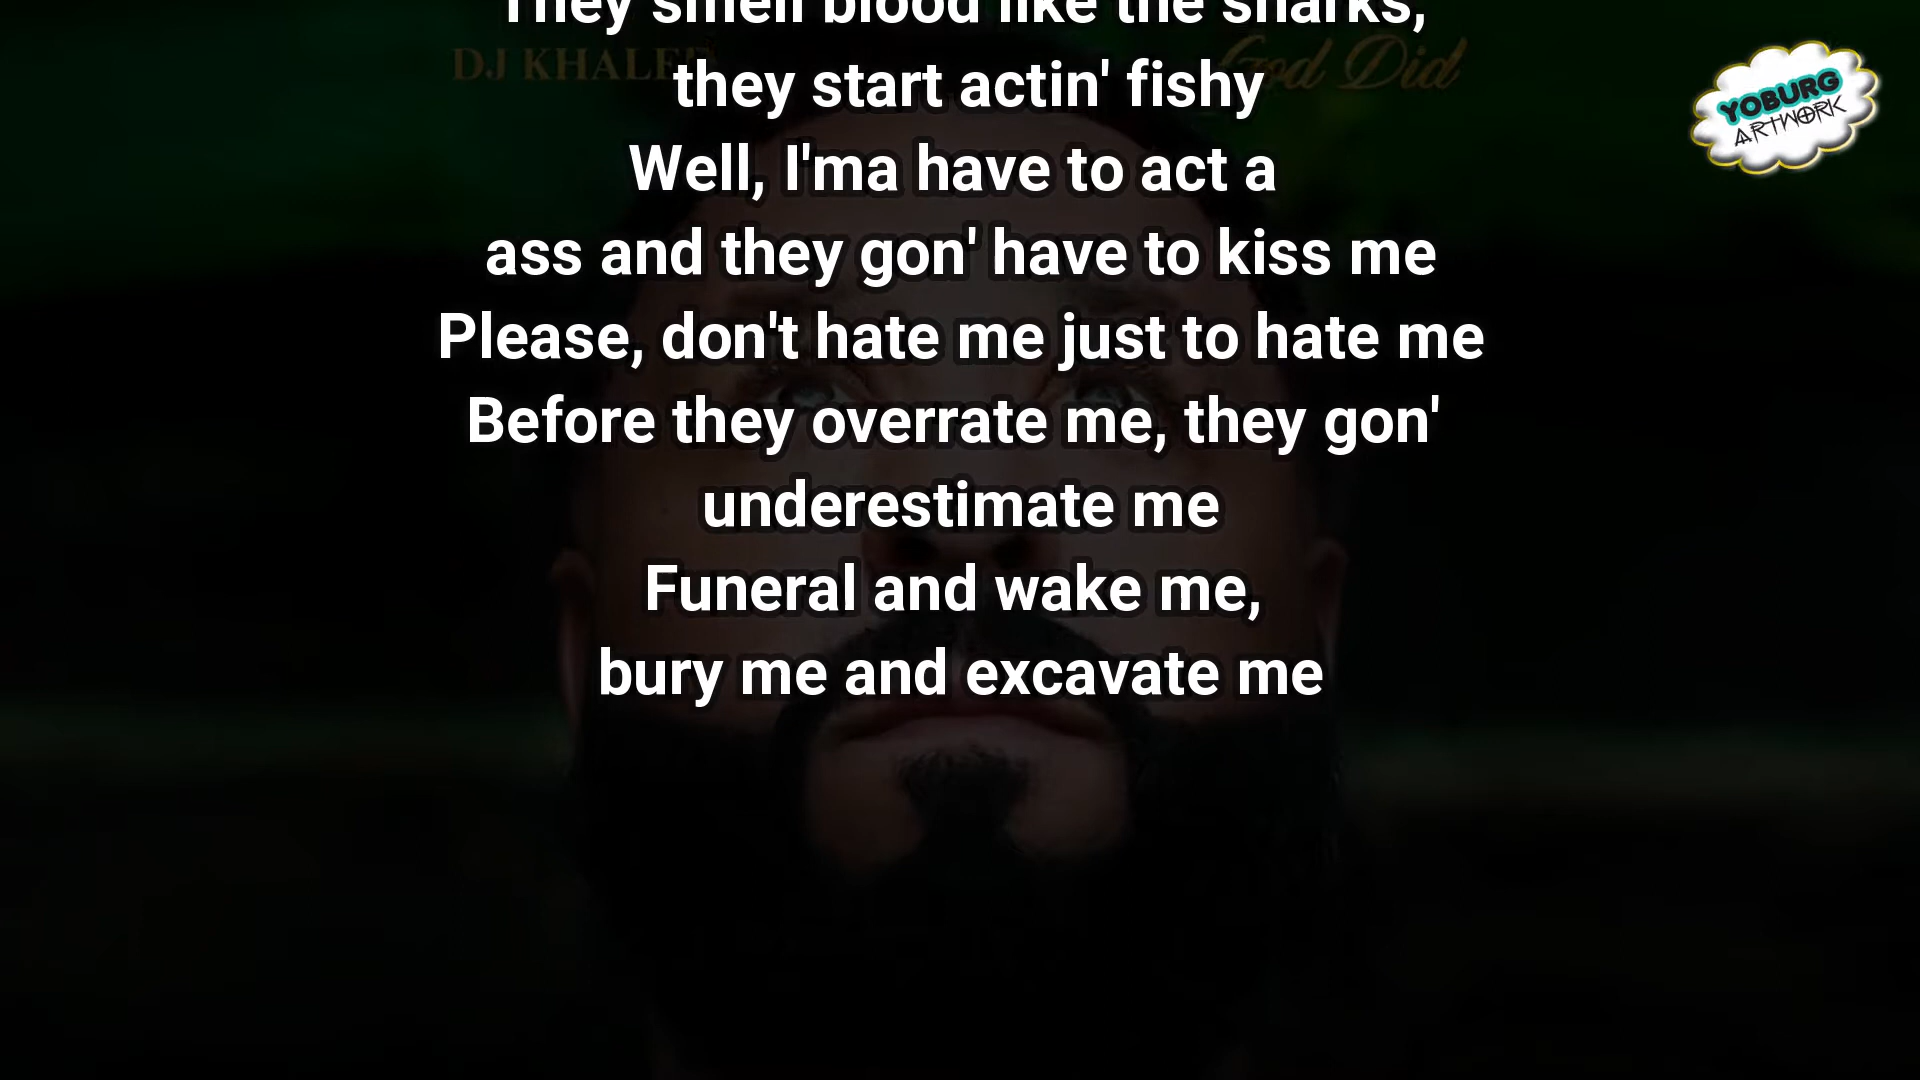 They smell blood like the sharks,
DJ KHALED God Did
they start actin' fishy
YOBURG
ARTWORK
Well, I'ma have to act a
ass and they gon' have to kiss me
Please, don't hate me just to hate me
Before they overrate me, they gon'
underestimate me
Funeral and wake me,
bury me and excavate me